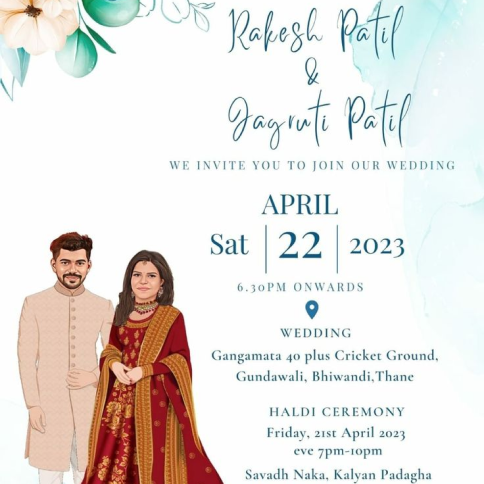 Rakesh Patil
&
Jagruti Patil
WE INVITE YOU TO JOIN OUR WEDDING
APRIL
Sat 22 2023
6.30PM ONWARDS
WEDDING
Gangamata 40 plus Cricket Ground,
Gundawali, Bhiwandi,Thane
HALDI CEREMONY
Friday, 21st April 2023
eve 7pm-10pm
Savadh Naka, Kalyan Padagha